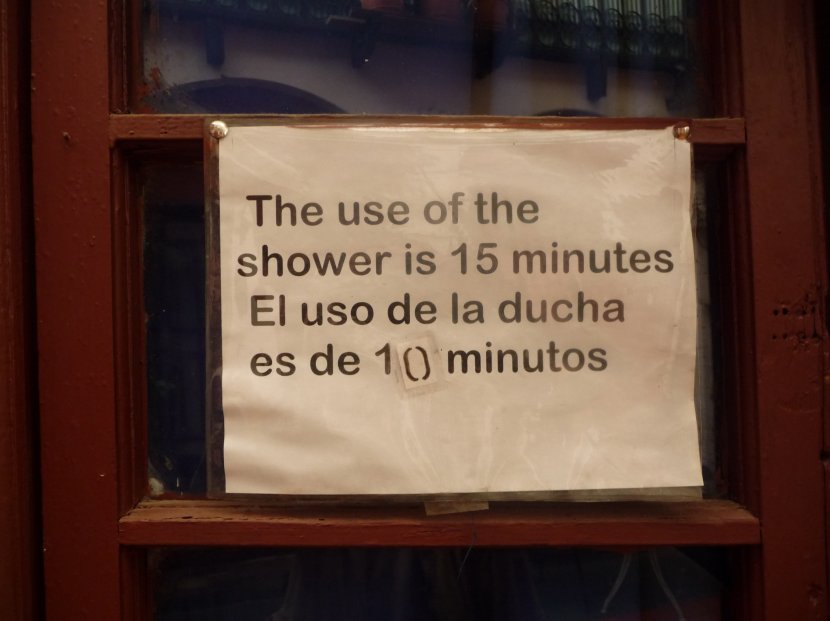 The use of the
shower is 15 minutes
El uso de la ducha
es de 10 minutos